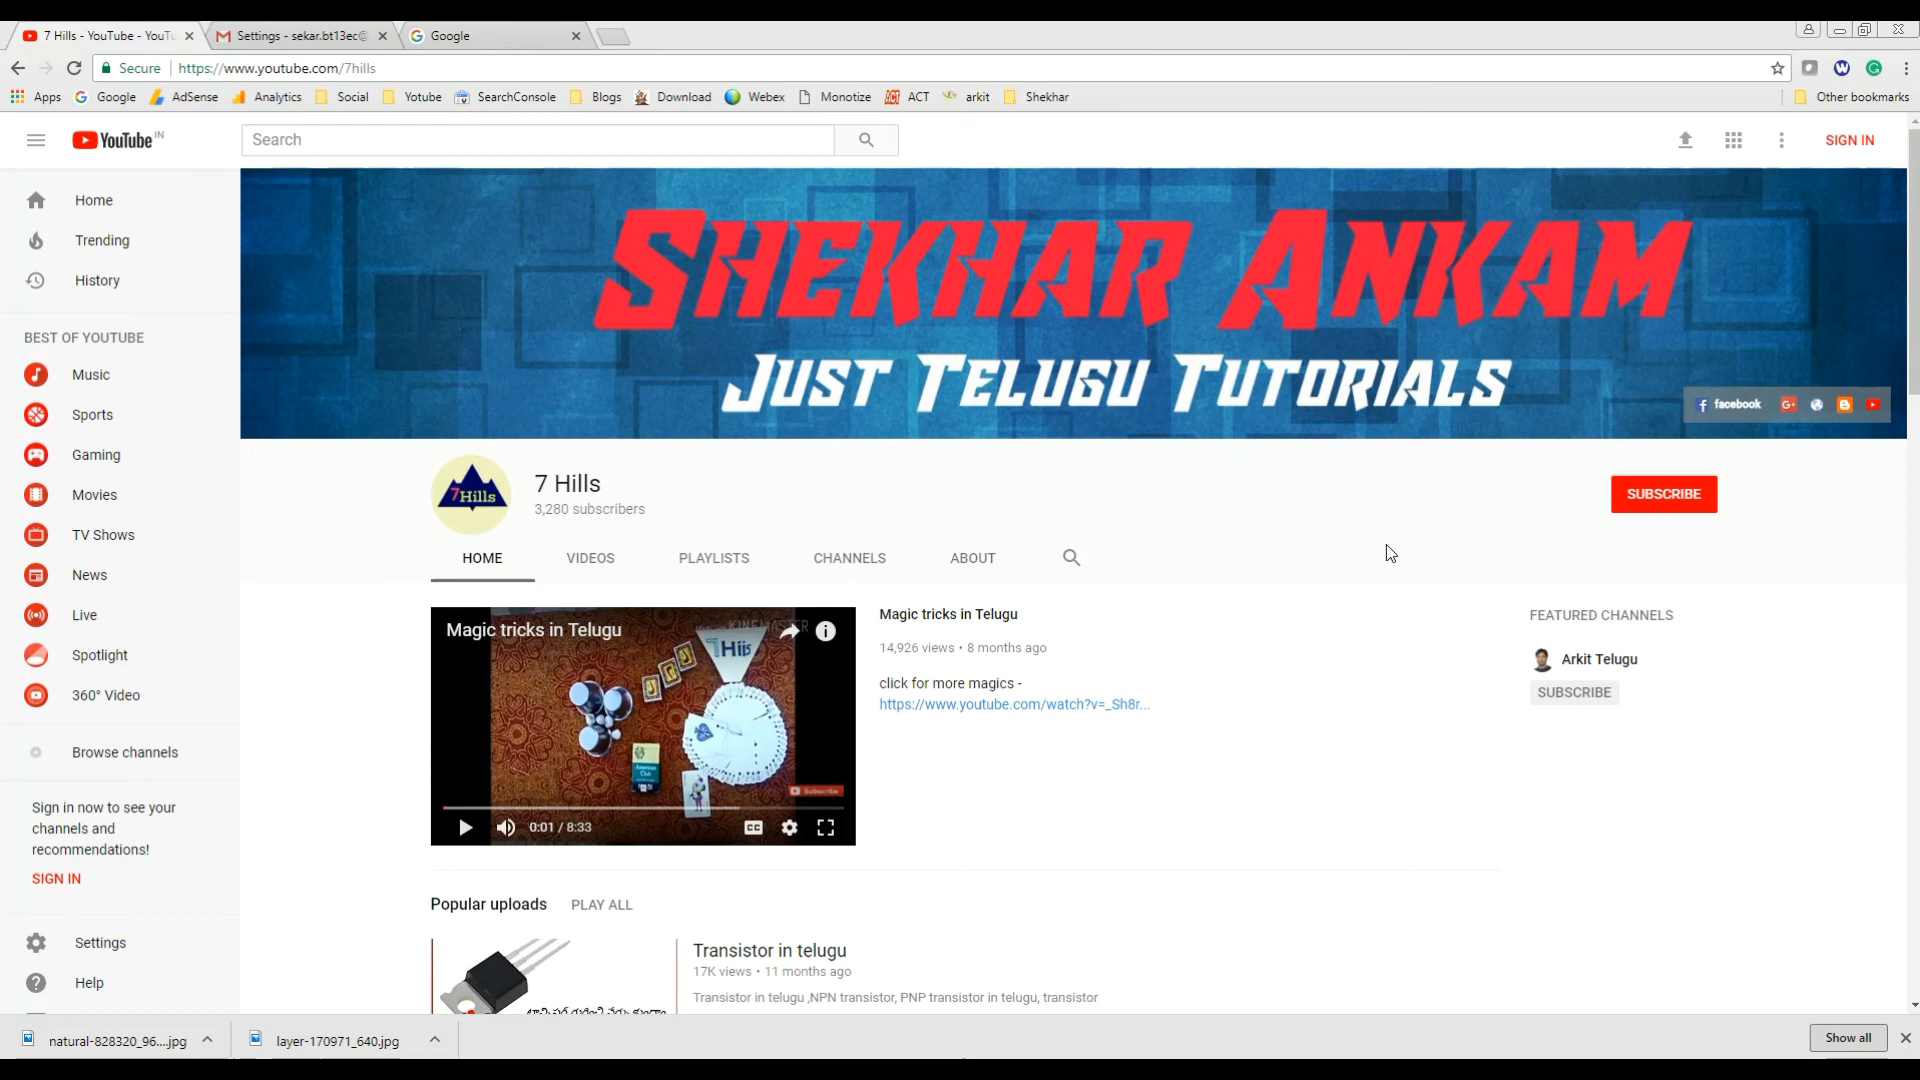 7 Hills - YouTube - YouTu
Settings - sekar.bt13ec@
Google
Secure https://www.youtube.com/7hills
Apps Google AdSense Analytics Social Yotube SearchConsole Blogs Download Webex Monotize ACT arkit Shekhar Other bookmarks
YouTube IN
Search
SIGN IN
Home
Trending
History
BEST OF YOUTUBE
Music
Sports
Gaming
Movies
TV Shows
News
Live
Spotlight
360° Video
Browse channels
Sign in now to see your
channels and
recommendations!
SIGN IN
Settings
Help
SHEKHAR ANKAM
JUST TELUGU TUTORIALS
facebook
7Hills
7 Hills
3,280 subscribers
SUBSCRIBE
HOME VIDEOS PLAYLISTS CHANNELS ABOUT
Magic tricks in Telugu
Subscribe
0:01 / 8:33
CC
Magic tricks in Telugu
14,926 views • 8 months ago
click for more magics -
https://www.youtube.com/watch?v=_Sh8r...
FEATURED CHANNELS
Arkit Telugu
SUBSCRIBE
Popular uploads PLAY ALL
Transistor in telugu
17K views • 11 months ago
Transistor in telugu ,NPN transistor, PNP transistor in telugu, transistor
natural-828320_96....jpg
layer-170971_640.jpg
Show all